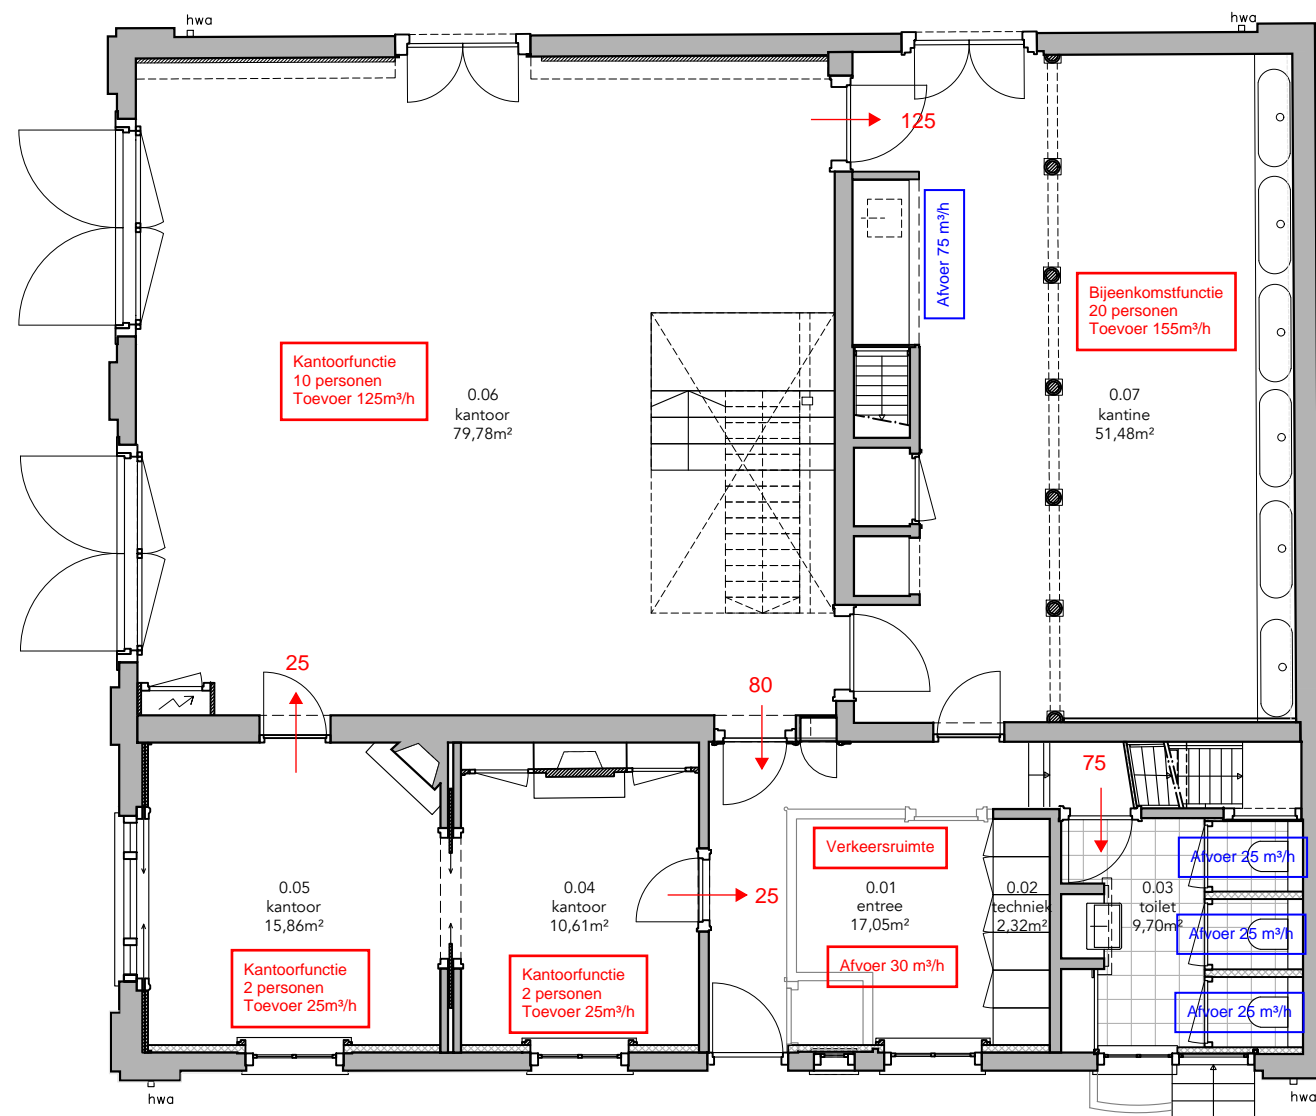 hwa
hwa
125
Afvoer 75 m³/h
Bijeenkomstfunctie
20 personen
Toevoer 155m³/h
Kantoorfunctie
10 personen
Toevoer 125m³/h
0.06
kantoor
79,78m²
0.07
kantine
51,48m²
25
80
75
Verkeersruimte
Afvoer 25 m³/h
0.05
kantoor
15,86m²
0.04
kantoor
10,61m²
25
0.01
entree
17,05m²
0.02
techniek
2,32m²
0.03
toilet
9,70m²
Afvoer 25 m³/h
Kantoorfunctie
2 personen
Toevoer 25m³/h
Kantoorfunctie
2 personen
Toevoer 25m³/h
Afvoer 30 m³/h
Afvoer 25 m³/h
hwa
hwa